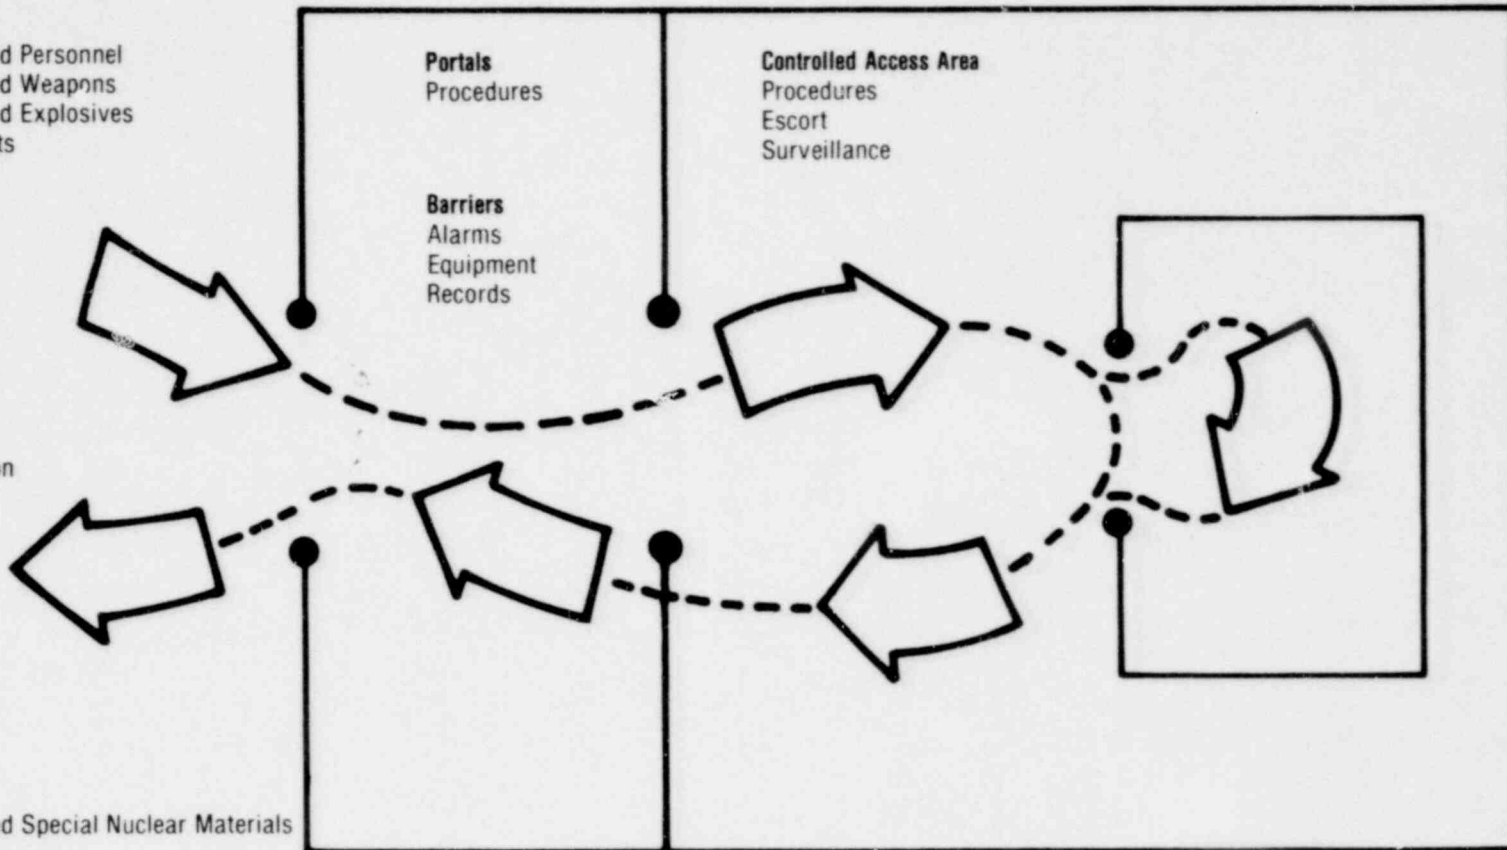 d Personnel
d Weapons
d Explosives
ts
Portals
Procedures
Barriers
Alarms
Equipment
Records
Controlled Access Area
Procedures
Escort
Surveillance
on
d Special Nuclear Materials